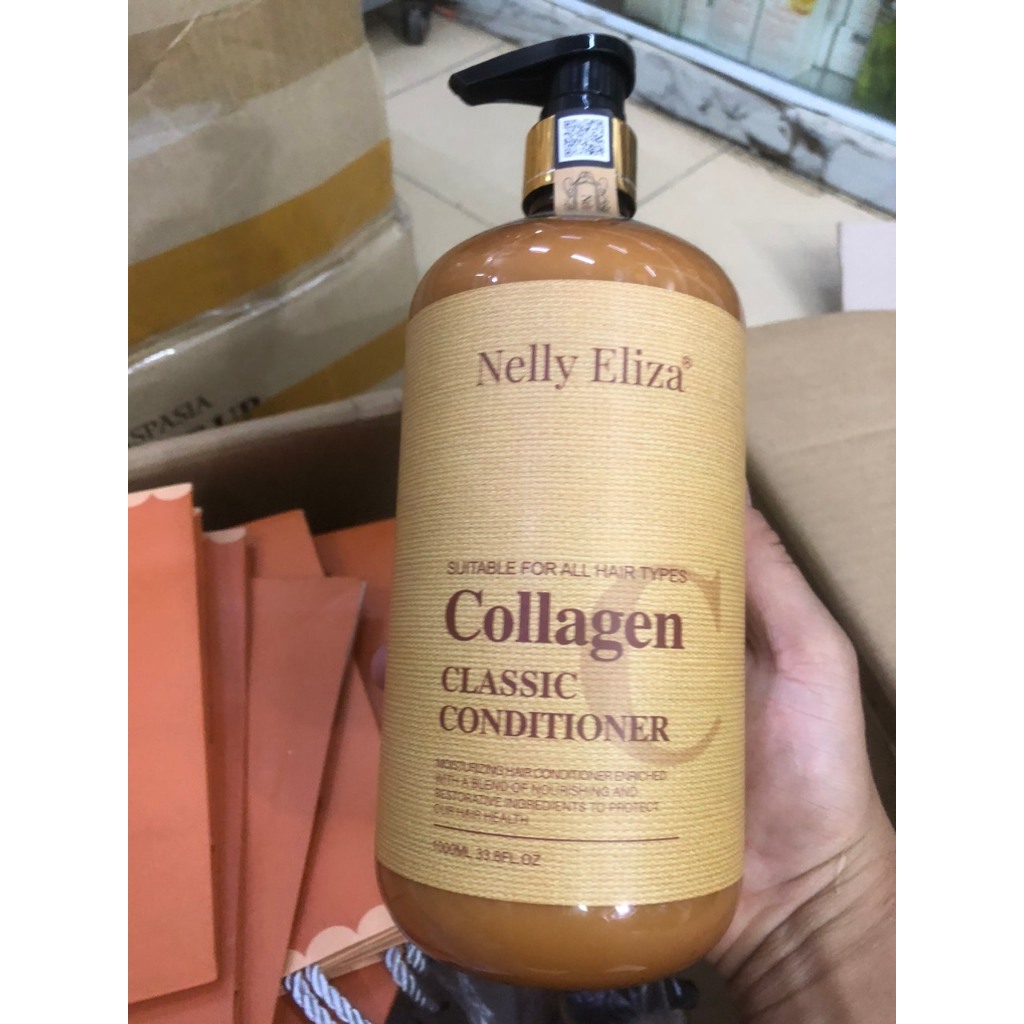 Nelly Eliza®
SUITABLE FOR ALL HAIR TYPES
C
Collagen
CLASSIC
CONDITIONER
MOISTURIZING HAIR CONDITIONER ENRICHED
WITH A BLEND OF NOURISHING AND
RESTORATIVE INGREDIENTS TO PROTECT
OUR HAIR HEALTH
1000ML 33.8FL.OZ
SPASIA